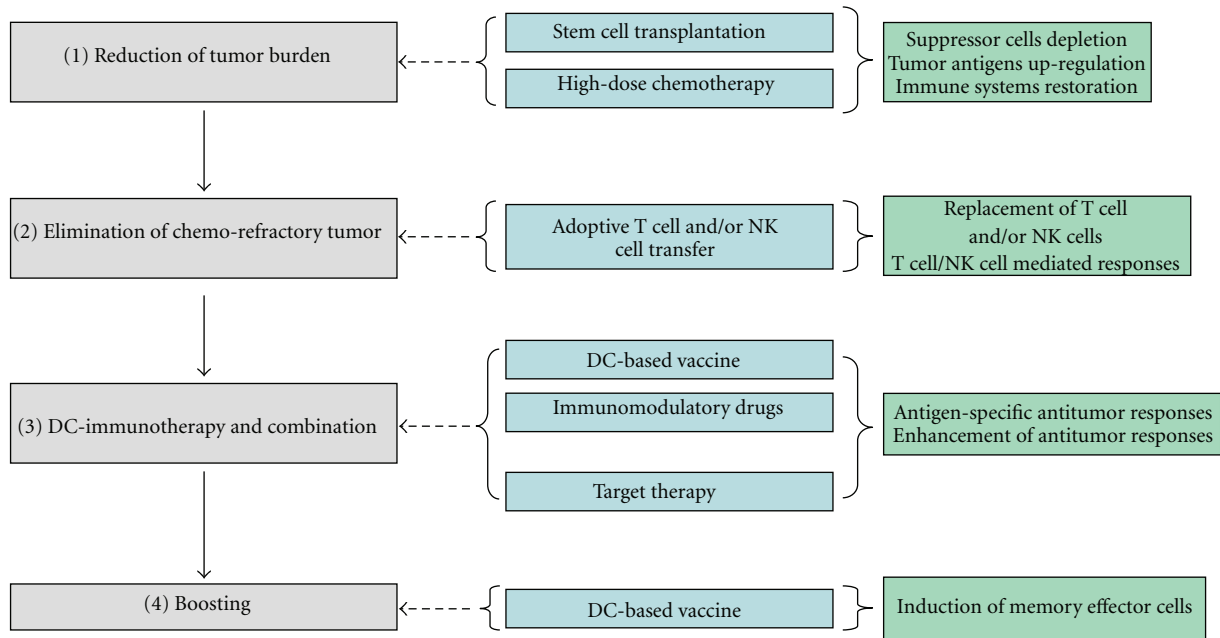 (1) Reduction of tumor burden
Stem cell transplantation
High-dose chemotherapy
Suppressor cells depletion
Tumor antigens up-regulation
Immune systems restoration
(2) Elimination of chemo-refractory tumor
Adoptive T cell and/or NK
cell transfer
Replacement of T cell
and/or NK cells
T cell/NK cell mediated responses
(3) DC-immunotherapy and combination
DC-based vaccine
Immunomodulatory drugs
Target therapy
Antigen-specific antitumor responses
Enhancement of antitumor responses
(4) Boosting
DC-based vaccine
Induction of memory effector cells